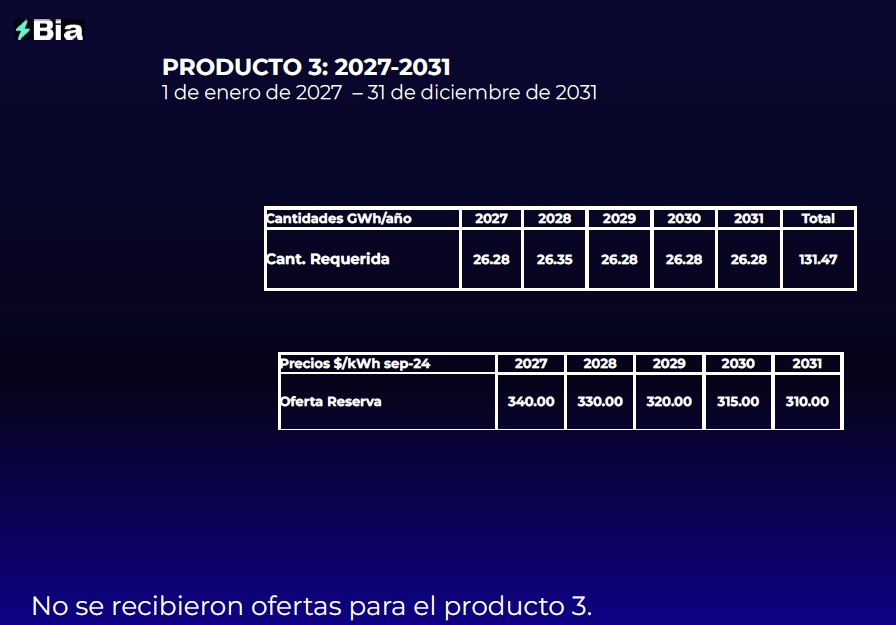 Bia
PRODUCTO 3: 2027-2031
1 de enero de 2027 – 31 de diciembre de 2031
Cantidades GWh/año 2027 2028 2029 2030 2031 Total
Cant. Requerida 26.28 26.35 26.28 26.28 26.28 131.47
Precios $/kWh sep-24 2027 2028 2029 2030 2031
Oferta Reserva 340.00 330.00 320.00 315.00 310.00
No se recibieron ofertas para el producto 3.